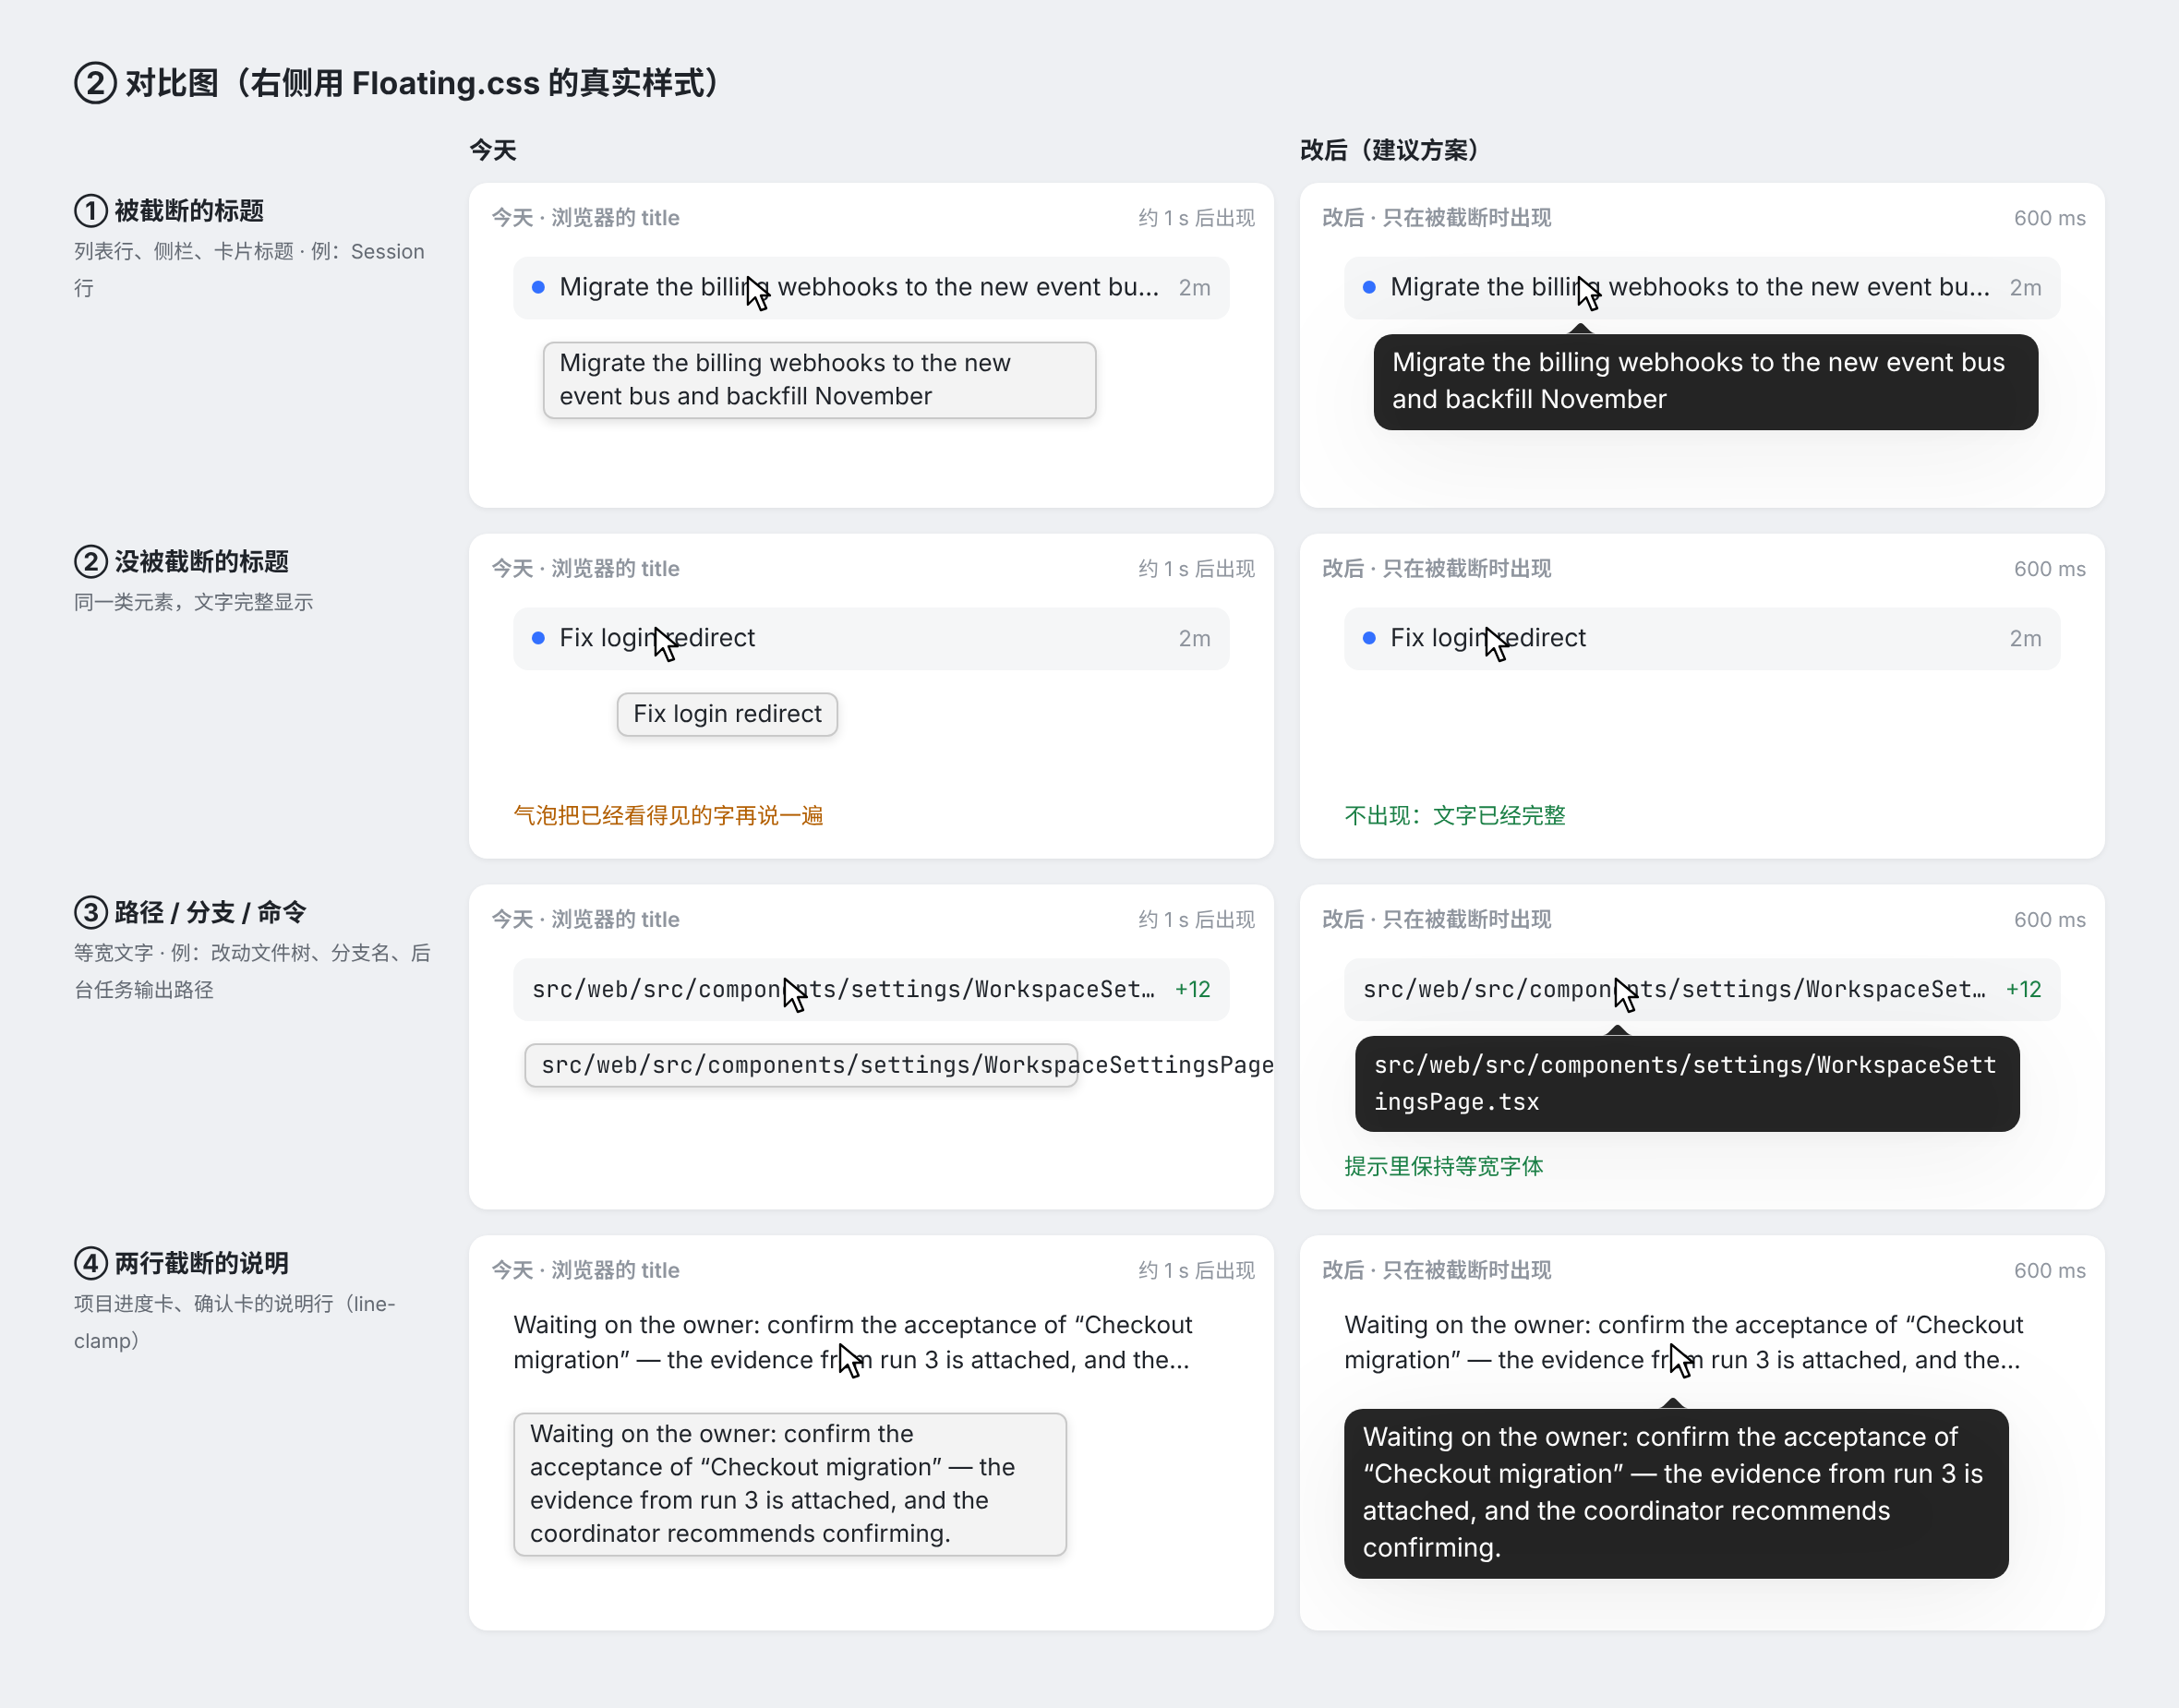 ② 对比图（右侧用 Floating.css 的真实样式）
今天
改后（建议方案）
① 被截断的标题
列表行、侧栏、卡片标题 · 例：Session
行
今天 · 浏览器的 title
约 1 s 后出现
Migrate the billing webhooks to the new event bu... 2m
Migrate the billing webhooks to the new
event bus and backfill November
改后 · 只在被截断时出现
600 ms
Migrate the billing webhooks to the new event bu... 2m
Migrate the billing webhooks to the new event bus
and backfill November
② 没被截断的标题
同一类元素，文字完整显示
今天 · 浏览器的 title
约 1 s 后出现
Fix login redirect 2m
Fix login redirect
气泡把已经看得见的字再说一遍
改后 · 只在被截断时出现
600 ms
Fix login redirect 2m
不出现：文字已经完整
③ 路径 / 分支 / 命令
等宽文字 · 例：改动文件树、分支名、后
台任务输出路径
今天 · 浏览器的 title
约 1 s 后出现
src/web/src/components/settings/WorkspaceSet… +12
src/web/src/components/settings/WorkspaceSettingsPage
改后 · 只在被截断时出现
600 ms
src/web/src/components/settings/WorkspaceSet… +12
src/web/src/components/settings/WorkspaceSett
ingsPage.tsx
提示里保持等宽字体
④ 两行截断的说明
项目进度卡、确认卡的说明行（line-
clamp）
今天 · 浏览器的 title
约 1 s 后出现
Waiting on the owner: confirm the acceptance of “Checkout
migration” — the evidence from run 3 is attached, and the...
Waiting on the owner: confirm the
acceptance of “Checkout migration” — the
evidence from run 3 is attached, and the
coordinator recommends confirming.
改后 · 只在被截断时出现
600 ms
Waiting on the owner: confirm the acceptance of “Checkout
migration” — the evidence from run 3 is attached, and the...
Waiting on the owner: confirm the acceptance of
“Checkout migration” — the evidence from run 3 is
attached, and the coordinator recommends
confirming.